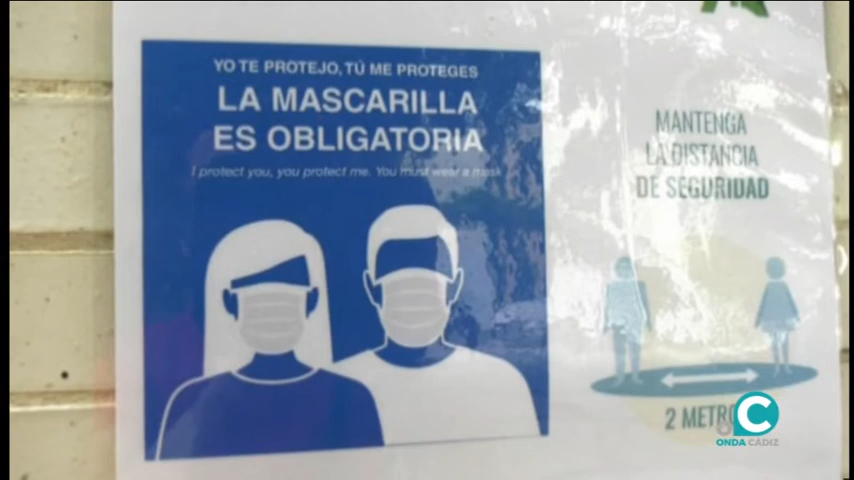 YO TE PROTEJO, TÚ ME PROTEGES
LA MASCARILLA
ES OBLIGATORIA
I protect you, you protect me. You must wear a mask
MANTENGA
LA DISTANCIA
DE SEGURIDAD
2 METRO
C
ONDA CÁDIZ